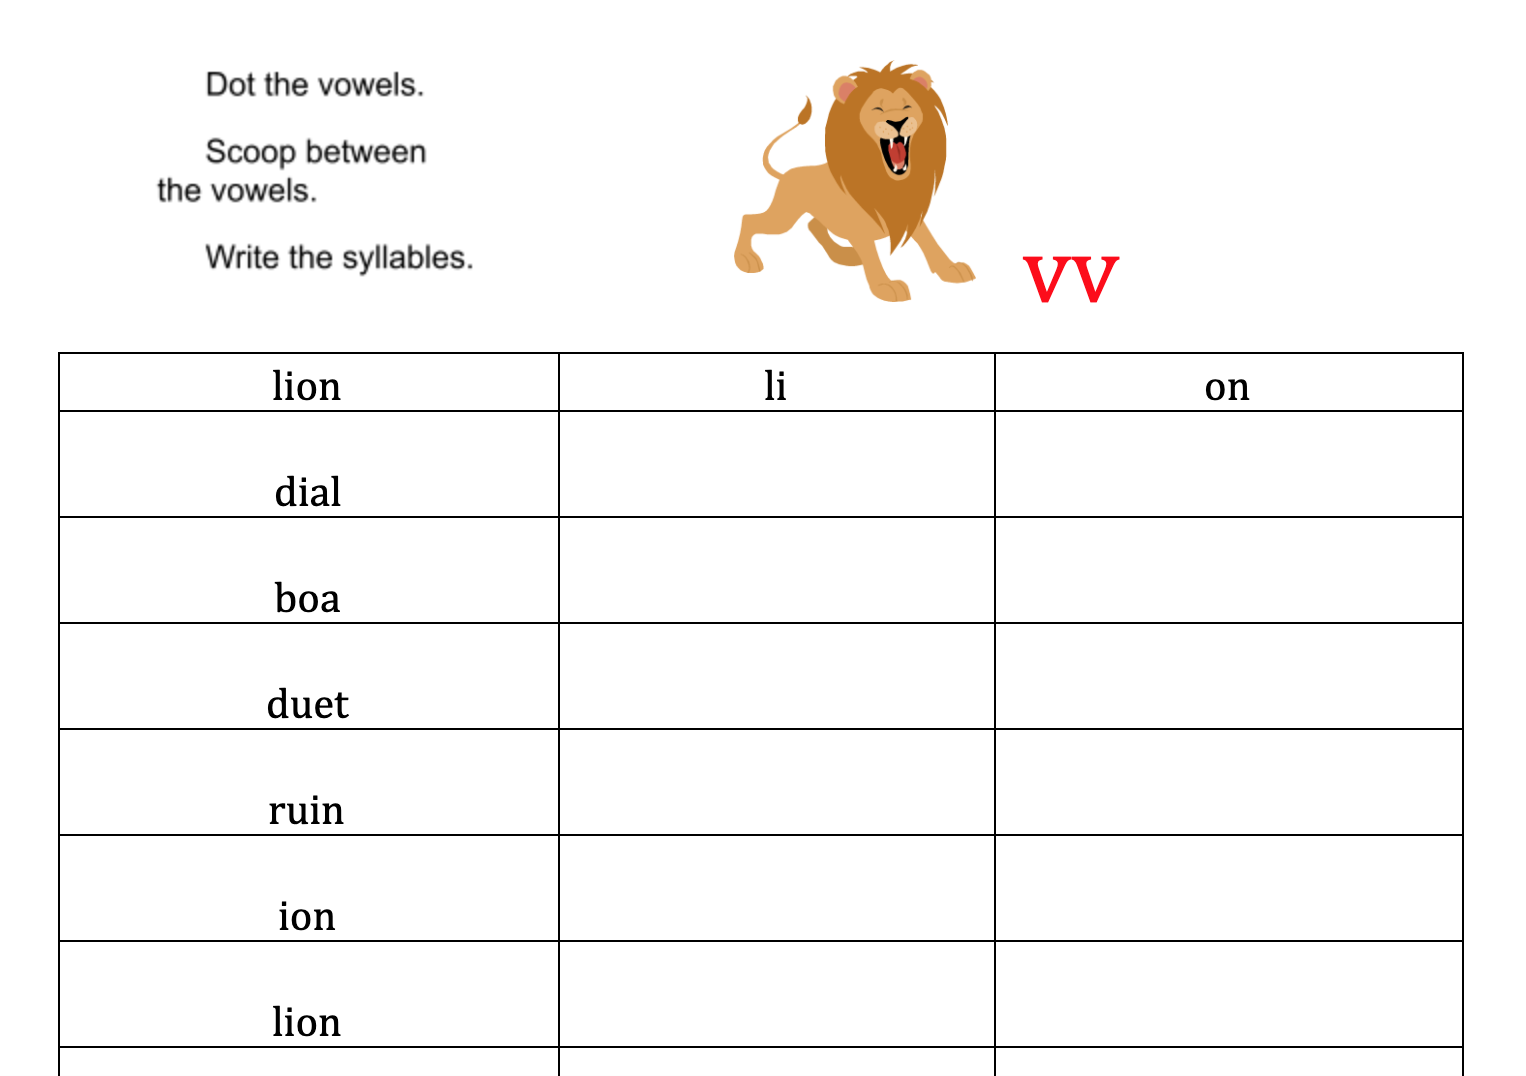 Dot the vowels.
Scoop between
the vowels.
Write the syllables.
vv
lion li on
dial
boa
duet
ruin
ion
lion